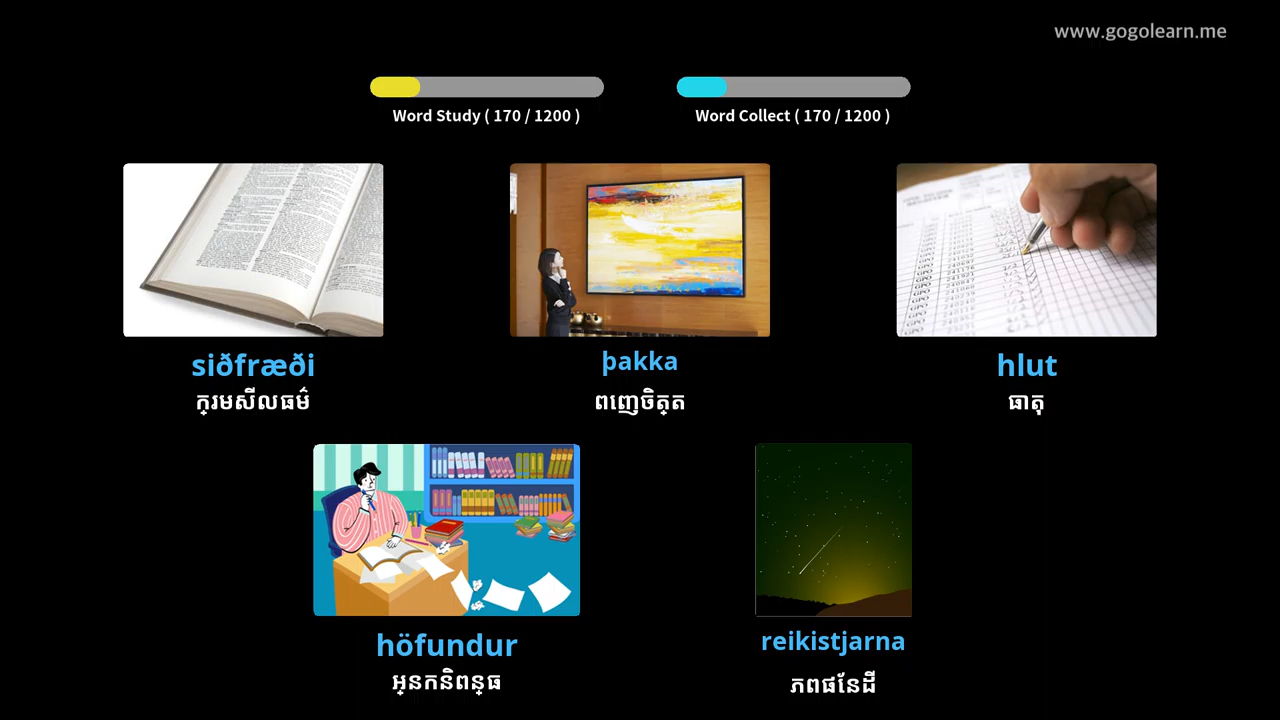 www.gogolearn.me
Word Study ( 170 / 1200 )
Word Collect ( 170 / 1200 )
siðfræði
ក្រមសីលធម៌
þakka
ពញេចិត្ត
hlut
ធាតុ
höfundur
អ្នកនិពន្ធ
reikistjarna
ភពផនែដី